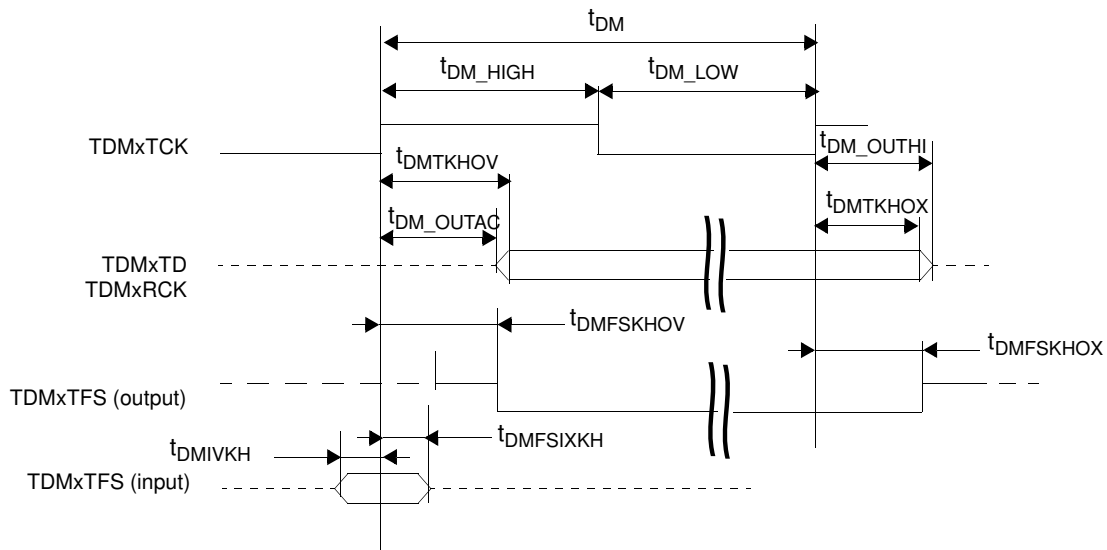 tDM
tDM_HIGH
tDM_LOW
TDMxTCK
tDM_OUTHI
tDMTKHOV
tDMTKHOX
tDM_OUTAC
TDMxTD
TDMxRCK
tDMFSKHOV
tDMFSKHOX
TDMxTFS (output)
tDMFSIXKH
tDMIVKH
TDMxTFS (input)